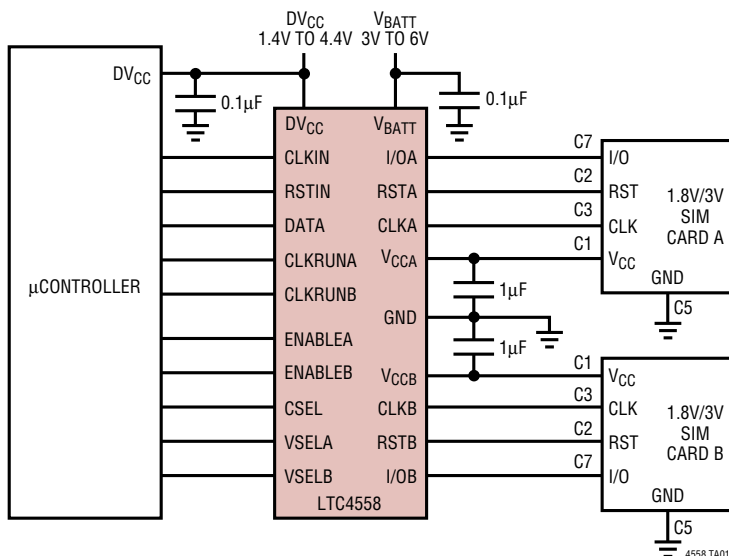 DVCC
1.4V TO 4.4V
VBATT
3V TO 6V
DVCC
0.1µF
0.1µF
µCONTROLLER
DVCC
CLKIN
RSTIN
DATA
CLKRUNA
CLKRUNB
ENABLEA
ENABLEB
CSEL
VSELA
VSELB
VBATT
I/OA
RSTA
CLKA
VCCA
GND
VCCB
CLKB
RSTB
I/OB
LTC4558
1µF
1µF
C7
C2
C3
C1
I/O
RST
CLK
VCC
1.8V/3V
SIM
CARD A
GND
C5
C1
C3
C2
C7
VCC
CLK
RST
I/O
1.8V/3V
SIM
CARD B
GND
C5
4558 TA01